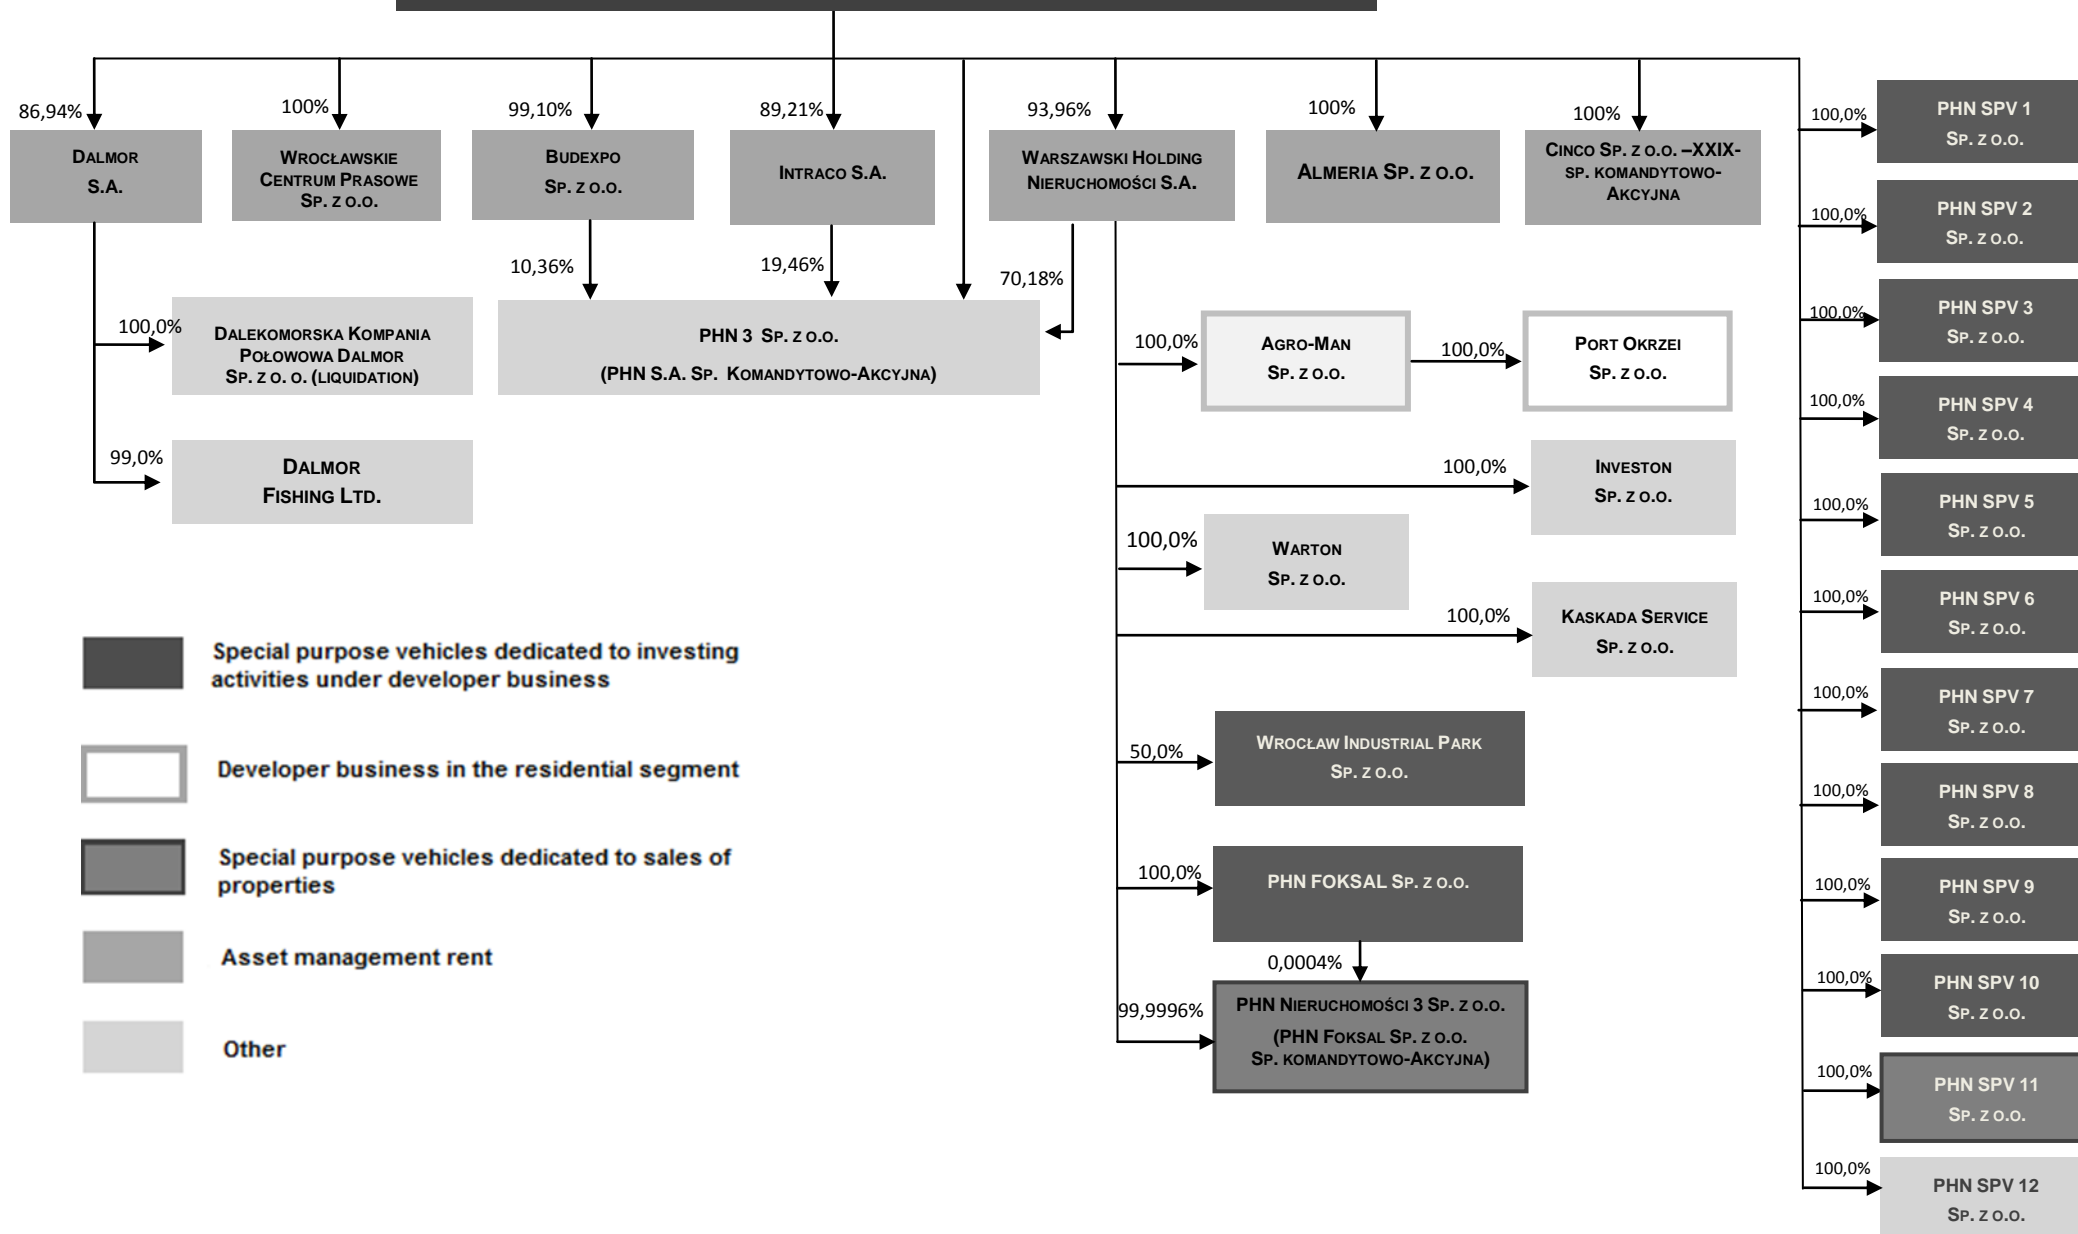 86,94%
DALMOR
S.A.
100%
WROCŁAWSKIE
CENTRUM PRASOWE
SP. Z O.O.
99,10%
BUDEXPO
SP. Z O.O.
89,21%
INTRACO S.A.
93,96%
WARSZAWSKI HOLDING
NIERUCHOMOŚCI S.A.
100%
ALMERIA SP. Z O.O.
100%
CINCO SP. Z O.O. –XXIX-
SP. KOMANDYTOWO-
AKCYJNA
100,0%
DALEKOMORSKA KOMPANIA
POŁOWOWA DALMOR
SP. Z O. O. (LIQUIDATION)
99,0%
DALMOR
FISHING LTD.
10,36%
19,46%
70,18%
PHN 3 SP. Z O.O.
(PHN S.A. SP. KOMANDYTOWO-AKCYJNA)
100,0%
AGRO-MAN
SP. Z O.O.
100,0%
PORT OKRZEI
SP. Z O.O.
100,0%
INVESTON
SP. Z O.O.
100,0%
WARTON
SP. Z O.O.
100,0%
KASKADA SERVICE
SP. Z O.O.
50,0%
WROCŁAW INDUSTRIAL PARK
SP. Z O.O.
100,0%
PHN FOKSAL SP. Z O.O.
0,0004%
99,9996%
PHN NIERUCHOMOŚCI 3 SP. Z O.O.
(PHN FOKSAL SP. Z O.O.
SP. KOMANDYTOWO-AKCYJNA)
100,0%
PHN SPV 1
SP. Z O.O.
100,0%
PHN SPV 2
SP. Z O.O.
100,0%
PHN SPV 3
SP. Z O.O.
100,0%
PHN SPV 4
SP. Z O.O.
100,0%
PHN SPV 5
SP. Z O.O.
100,0%
PHN SPV 6
SP. Z O.O.
100,0%
PHN SPV 7
SP. Z O.O.
100,0%
PHN SPV 8
SP. Z O.O.
100,0%
PHN SPV 9
SP. Z O.O.
100,0%
PHN SPV 10
SP. Z O.O.
100,0%
PHN SPV 11
SP. Z O.O.
100,0%
PHN SPV 12
SP. Z O.O.
Special purpose vehicles dedicated to investing
activities under developer business
Developer business in the residential segment
Special purpose vehicles dedicated to sales of
properties
Asset management rent
Other